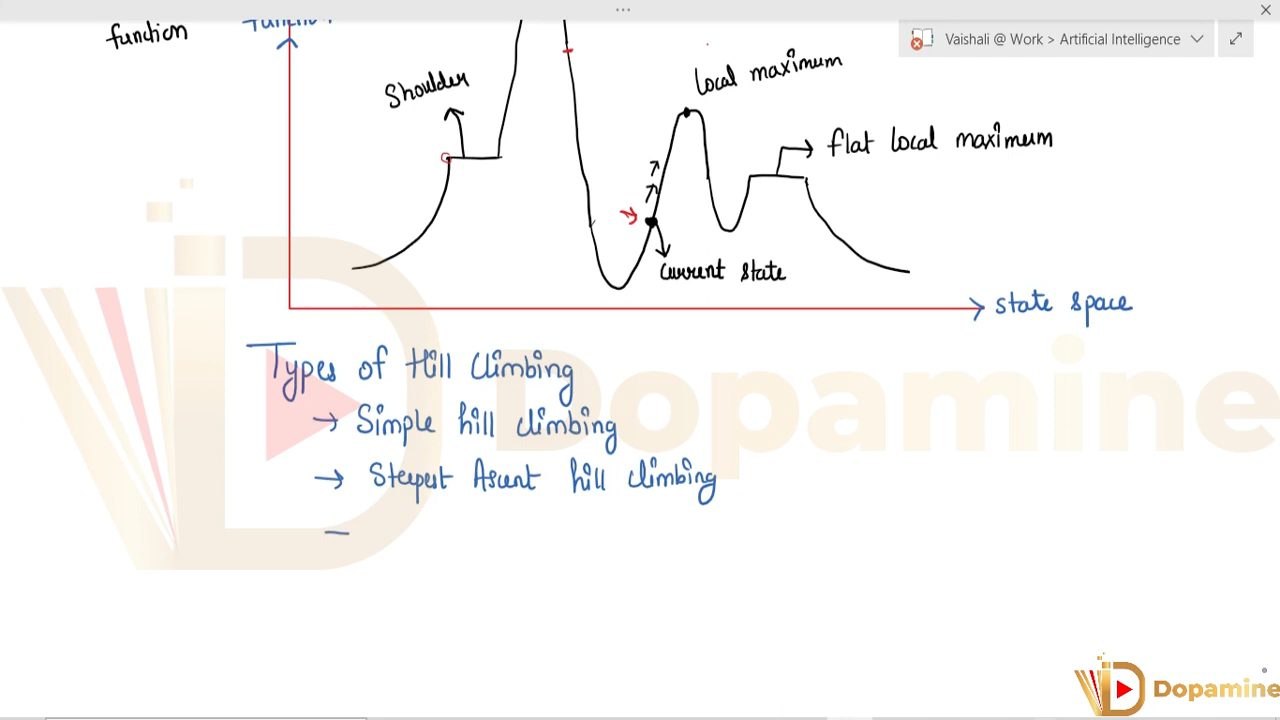 function
function
Vaishali @ Work > Artificial Intelligence
Shoulder
local maximum
flat local maximum
current state
state space
Types of Hill Climbing
→ Simple hill climbing
→ Steepest Ascent hill climbing
Dopamine
Dopamine